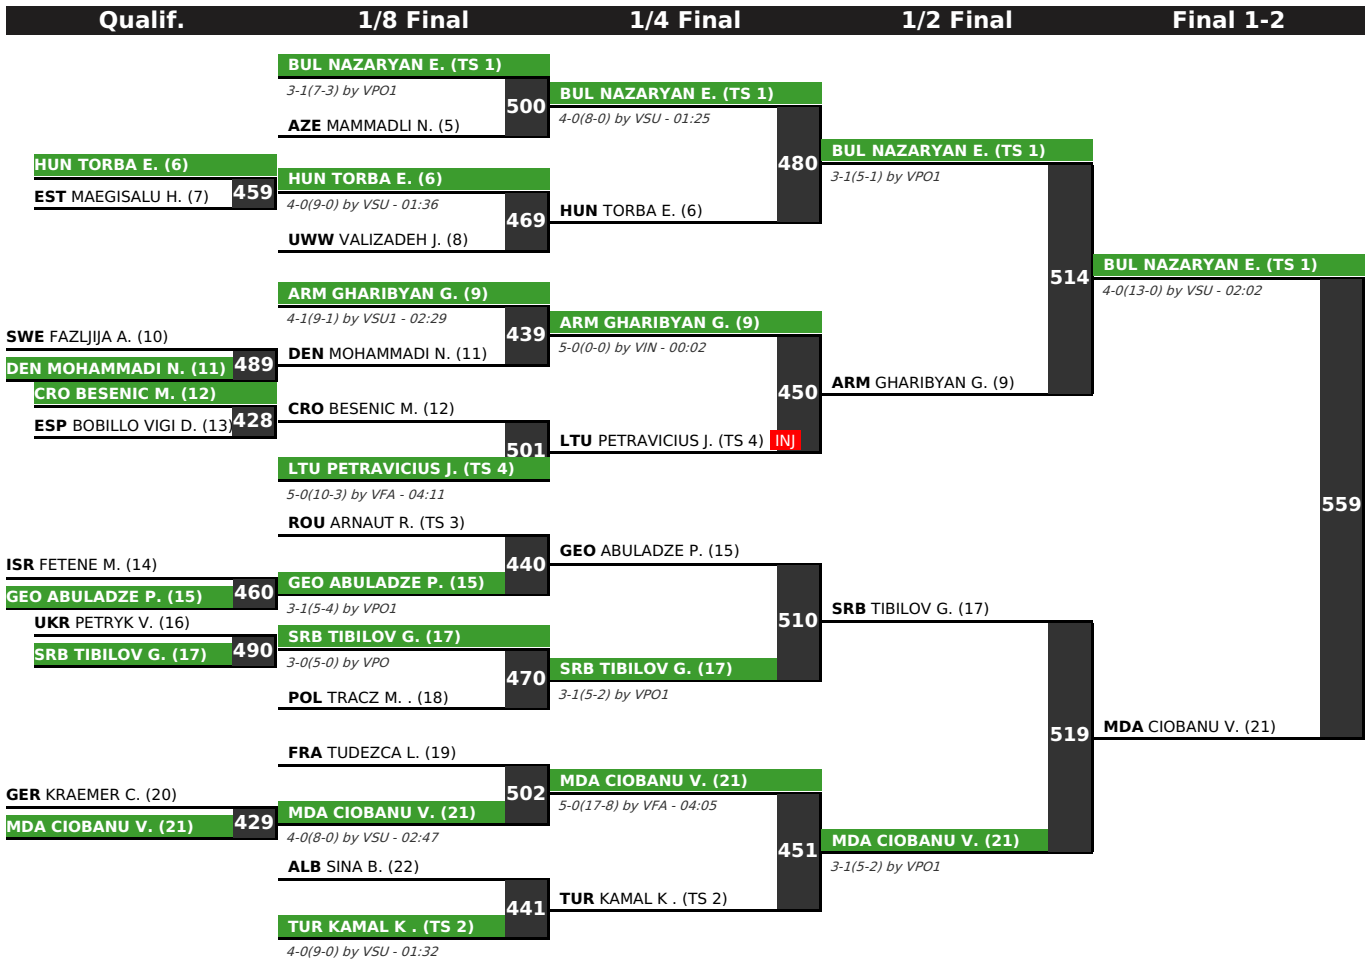 Qualif.
1/8 Final
1/4 Final
1/2 Final
Final 1-2
HUN TORBA E. (6)
EST MAEGISALU H. (7)
459
SWE FAZLJIJA A. (10)
DEN MOHAMMADI N. (11)
489
CRO BESENIC M. (12)
ESP BOBILLO VIGI D. (13)
428
ISR FETENE M. (14)
GEO ABULADZE P. (15)
460
UKR PETRYK V. (16)
SRB TIBILOV G. (17)
490
GER KRAEMER C. (20)
MDA CIOBANU V. (21)
429
BUL NAZARYAN E. (TS 1)
3-1(7-3) by VPO1
AZE MAMMADLI N. (5)
500
HUN TORBA E. (6)
4-0(9-0) by VSU - 01:36
UWW VALIZADEH J. (8)
469
ARM GHARIBYAN G. (9)
4-1(9-1) by VSU1 - 02:29
DEN MOHAMMADI N. (11)
439
CRO BESENIC M. (12)
501
LTU PETRAVICIUS J. (TS 4)
5-0(10-3) by VFA - 04:11
ROU ARNAUT R. (TS 3)
440
GEO ABULADZE P. (15)
3-1(5-4) by VPO1
SRB TIBILOV G. (17)
3-0(5-0) by VPO
POL TRACZ M. . (18)
470
FRA TUDEZCA L. (19)
502
MDA CIOBANU V. (21)
4-0(8-0) by VSU - 02:47
ALB SINA B. (22)
441
TUR KAMAL K . (TS 2)
4-0(9-0) by VSU - 01:32
BUL NAZARYAN E. (TS 1)
4-0(8-0) by VSU - 01:25
480
HUN TORBA E. (6)
ARM GHARIBYAN G. (9)
5-0(0-0) by VIN - 00:02
450
LTU PETRAVICIUS J. (TS 4) INJ
GEO ABULADZE P. (15)
510
SRB TIBILOV G. (17)
3-1(5-2) by VPO1
MDA CIOBANU V. (21)
5-0(17-8) by VFA - 04:05
451
TUR KAMAL K . (TS 2)
BUL NAZARYAN E. (TS 1)
3-1(5-1) by VPO1
514
ARM GHARIBYAN G. (9)
SRB TIBILOV G. (17)
519
MDA CIOBANU V. (21)
3-1(5-2) by VPO1
BUL NAZARYAN E. (TS 1)
4-0(13-0) by VSU - 02:02
559
MDA CIOBANU V. (21)